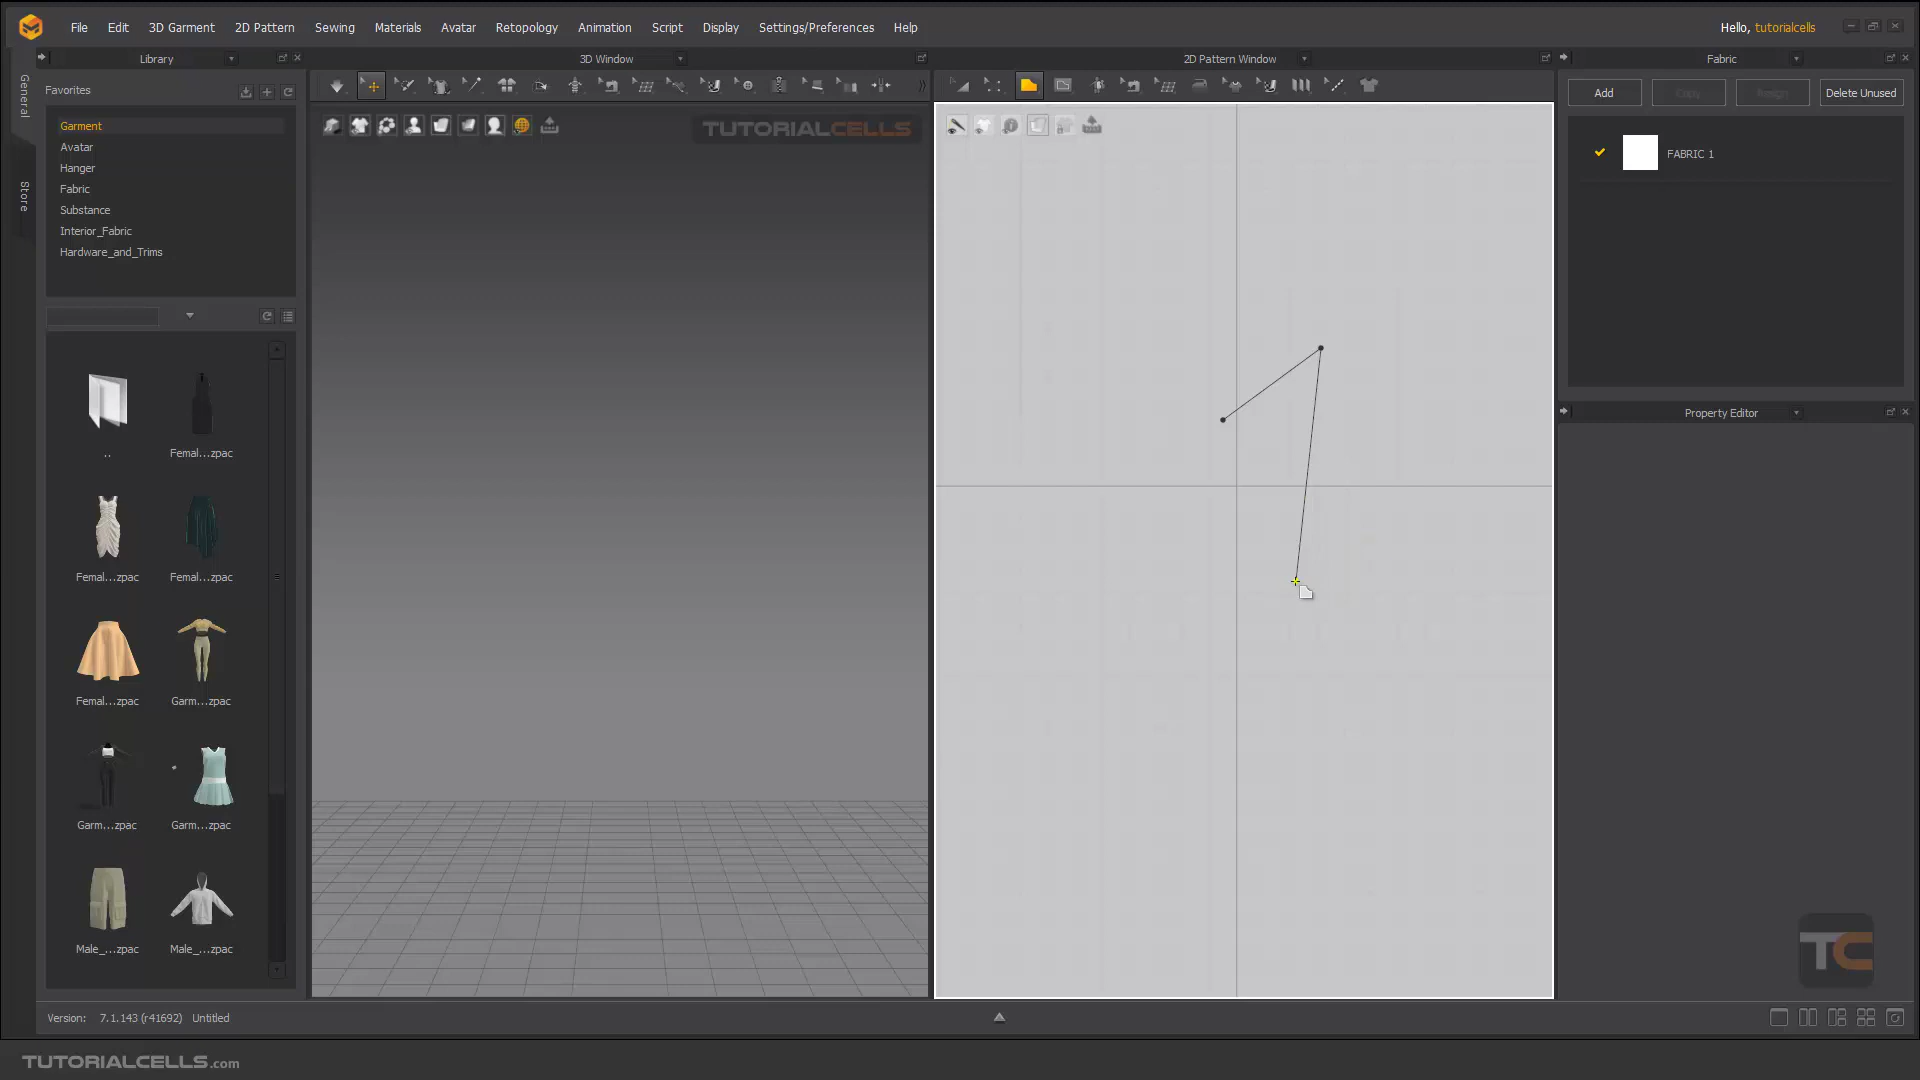 File Edit 3D Garment 2D Pattern Sewing Materials Avatar Retopology Animation Script Display Settings/Preferences Help
Hello, tutorialcells
Library
3D Window
2D Pattern Window
Fabric
General
Store
Favorites
Garment
Avatar
Hanger
Fabric
Substance
Interior_Fabric
Hardware_and_Trims
..
Femal...zpac
Femal...zpac
Femal...zpac
Femal...zpac
Garm...zpac
Garm...zpac
Garm...zpac
Male_...zpac
Male_...zpac
TUTORIALCELLS
Add
Copy
Assign
Delete Unused
FABRIC 1
Property Editor
TC
Version: 7.1.143 (r41692) Untitled
TUTORIALCELLS.com